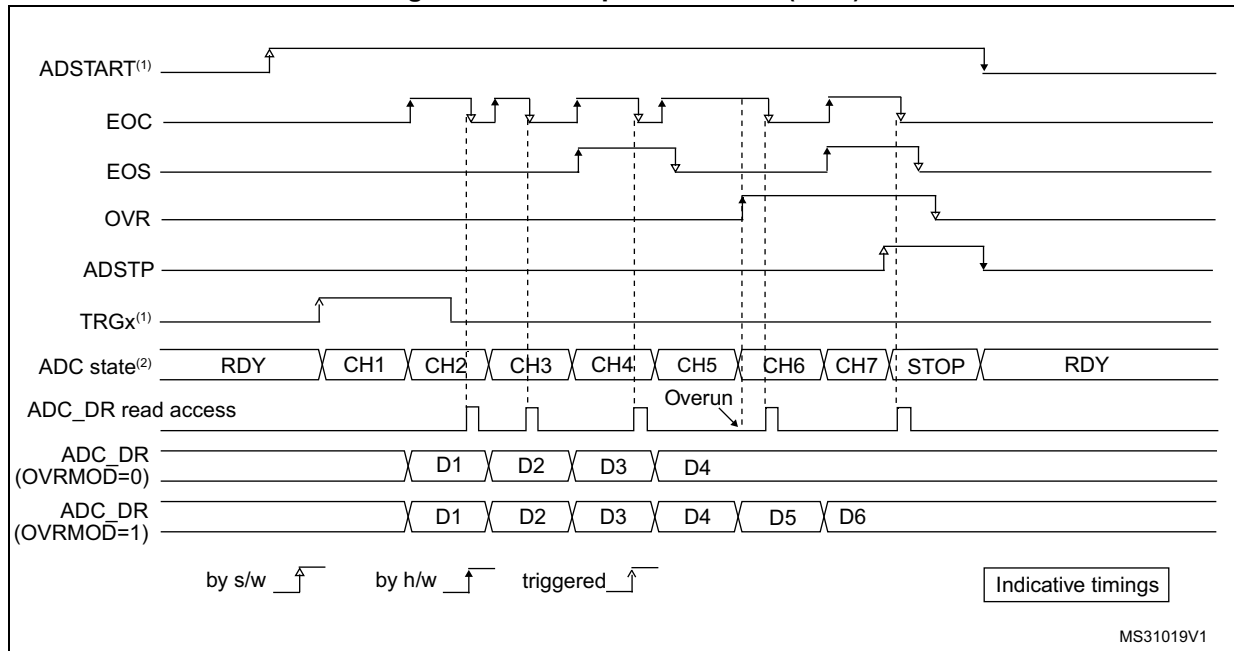 ADSTART(1)
EOC
EOS
OVR
ADSTP
TRGx(1)
ADC state(2) RDY CH1 CH2 CH3 CH4 CH5 CH6 CH7 STOP RDY
Overun
ADC_DR read access
ADC_DR
(OVRMOD=0) D1 D2 D3 D4
ADC_DR
(OVRMOD=1) D1 D2 D3 D4 D5 D6
by s/w by h/w triggered Indicative timings
MS31019V1